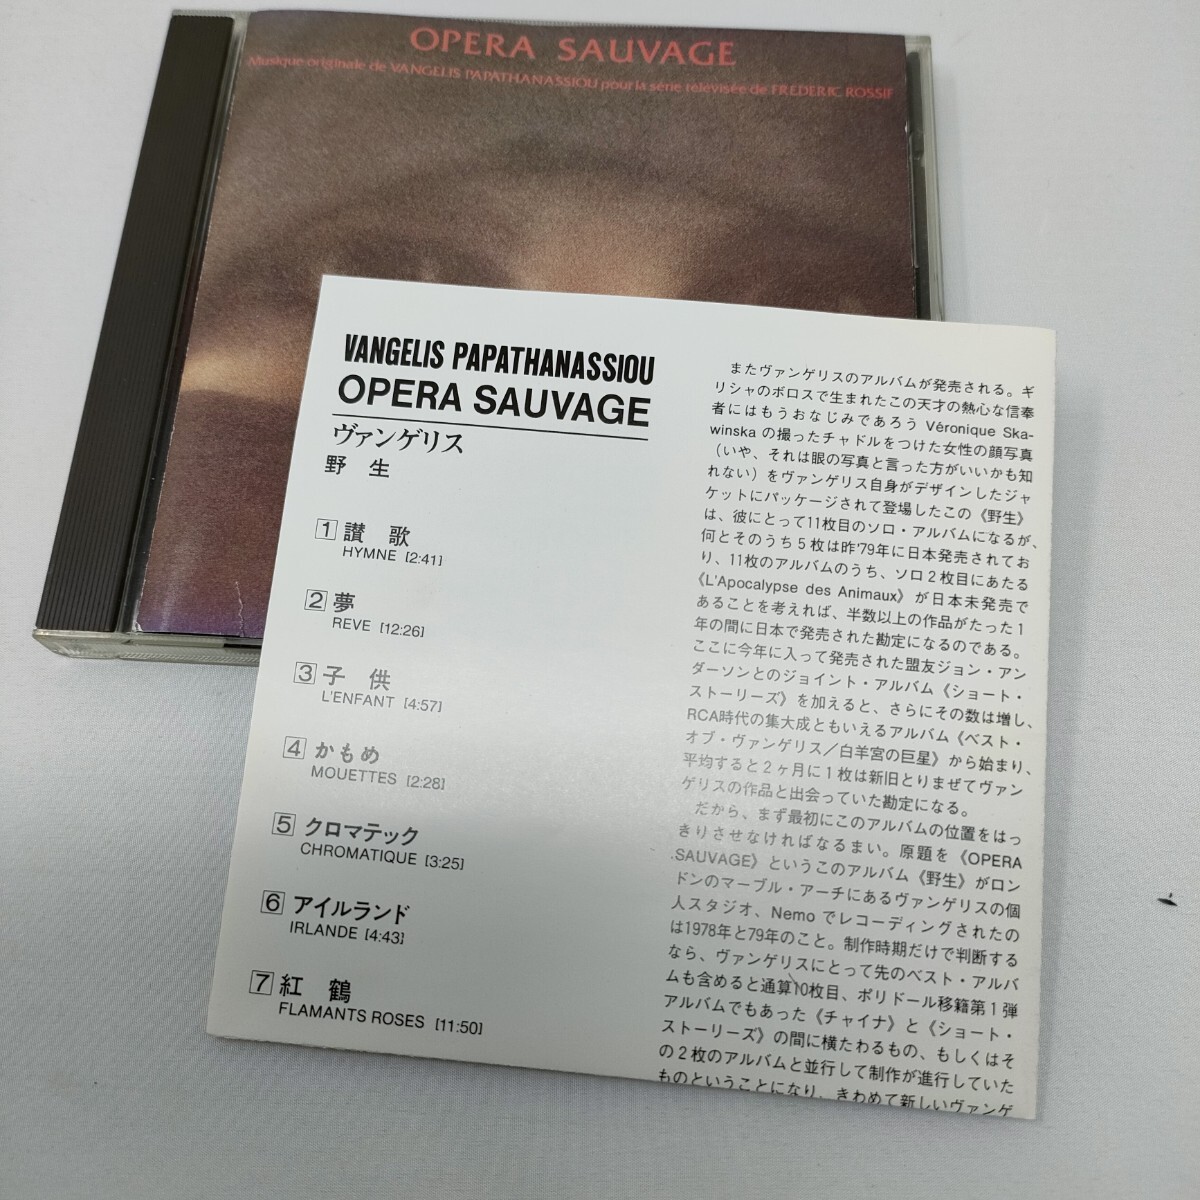 OPERA SAUVAGE
Musique originale de VANGELIS PAPATHANASSIOU pour la série télévisée de FREDERIC ROSSIF
VANGELIS PAPATHANASSIOU
OPERA SAUVAGE
ヴァンゲリス
野 生
1 讃 歌
HYMNE [2:41]
2 夢
REVE [12:26]
3 子 供
L'ENFANT [4:57]
4 かもめ
MOUETTES [2:28]
5 クロマテック
CHROMATIQUE [3:25]
6 アイルランド
IRLANDE [4:43]
7 紅 鶴
FLAMANTS ROSES [11:50]
またヴァンゲリスのアルバムが発売される。ギ
リシャのボロスで生まれたこの天才の熱心な信奉
者にはもうおなじみであろう Véronique Ska-
winska の撮ったチャドルをつけた女性の顔写真
（いや、それは眼の写真と言った方がいいかも知
れない）をヴァンゲリス自身がデザインしたジャ
ケットにパッケージされて登場したこの《野生》
は、彼にとって11枚目のソロ・アルバムになるが、
何とそのうち５枚は昨'79年に日本発売されてお
り、11枚のアルバムのうち、ソロ２枚目にあたる
《L'Apocalypse des Animaux》が日本未発売で
あることを考えれば、半数以上の作品がたった１
年の間に日本で発売された勘定になるのである。
ここに今年に入って発売された盟友ジョン・アン
ダーソンとのジョイント・アルバム《ショート・
ストーリーズ》を加えると、さらにその数は増し、
RCA時代の集大成ともいえるアルバム《ベスト・
オブ・ヴァンゲリス／白羊宮の巨星》から始まり、
平均すると２ヶ月に１枚は新旧とりまぜてヴァン
ゲリスの作品と出会っていた勘定になる。
だから、まず最初にこのアルバムの位置をはっ
きりさせなければなるまい。原題を《OPERA
SAUVAGE》というこのアルバム《野生》がロン
ドンのマーブル・アーチにあるヴァンゲリスの個
人スタジオ、Nemo でレコーディングされたの
は1978年と79年のこと。制作時期だけで判断する
なら、ヴァンゲリスにとって先のベスト・アルバ
ムも含めると通算10枚目、ポリドール移籍第１弾
アルバムでもあった《チャイナ》と《ショート・
ストーリーズ》の間に横たわるもの、もしくはそ
の２枚のアルバムと並行して制作が進行していた
ものということになり、きわめて新しいヴァンゲ